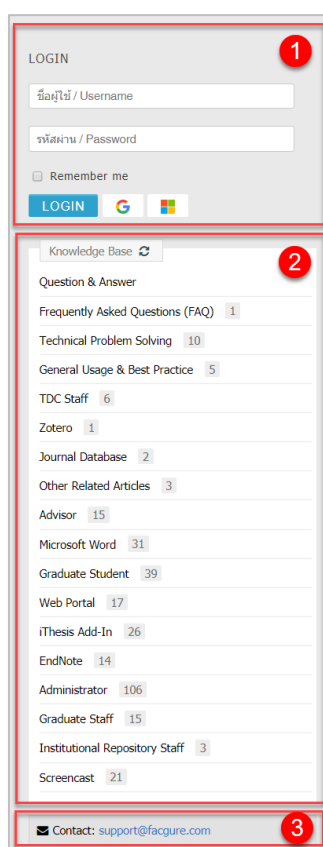 1
LOGIN
ชื่อผู้ใช้ / Username
รหัสผ่าน / Password
Remember me
LOGIN G
2
Knowledge Base
Question & Answer
Frequently Asked Questions (FAQ) 1
Technical Problem Solving 10
General Usage & Best Practice 5
TDC Staff 6
Zotero 1
Journal Database 2
Other Related Articles 3
Advisor 15
Microsoft Word 31
Graduate Student 39
Web Portal 17
iThesis Add-In 26
EndNote 14
Administrator 106
Graduate Staff 15
Institutional Repository Staff 3
Screencast 21
3
Contact: support@facgure.com